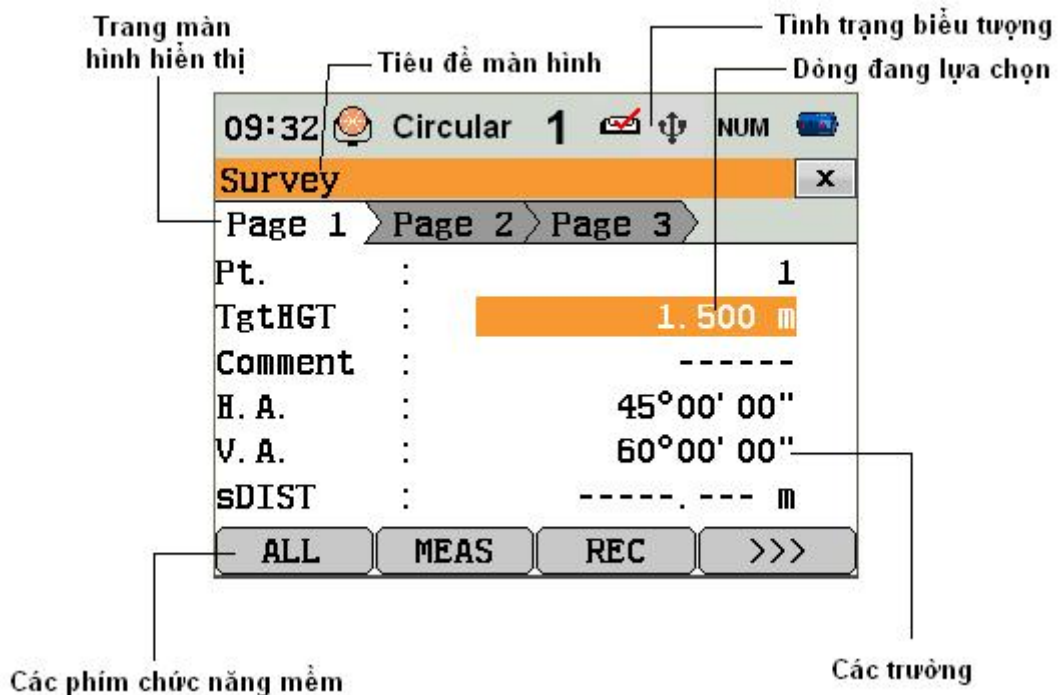 Trang màn
hình hiển thị
Tiêu đề màn hình
Tình trạng biểu tượng
Dòng đang lựa chọn
09:32 Circular 1 NUM
Survey x
Page 1 Page 2 Page 3
Pt. : 1
TgtHGT : 1.500 m
Comment : ------
H.A. : 45°00'00"
V.A. : 60°00'00"
sDIST : -----.--- m
ALL MEAS REC >>>
Các phím chức năng mềm
Các trường